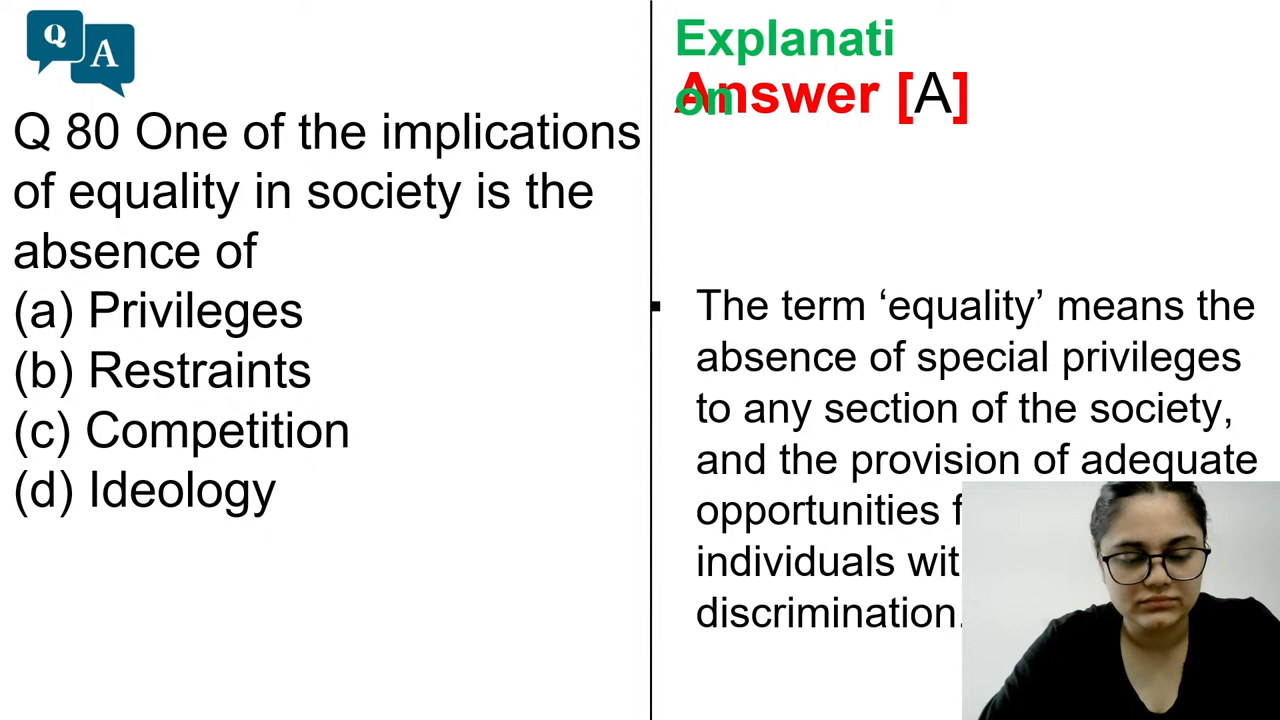 Q
A
Q 80 One of the implications
of equality in society is the
absence of
(a) Privileges
(b) Restraints
(c) Competition
(d) Ideology
Explanati
on
Answer [A]
▪ The term ‘equality’ means the
absence of special privileges
to any section of the society,
and the provision of adequate
opportunities
individuals
discrimination.